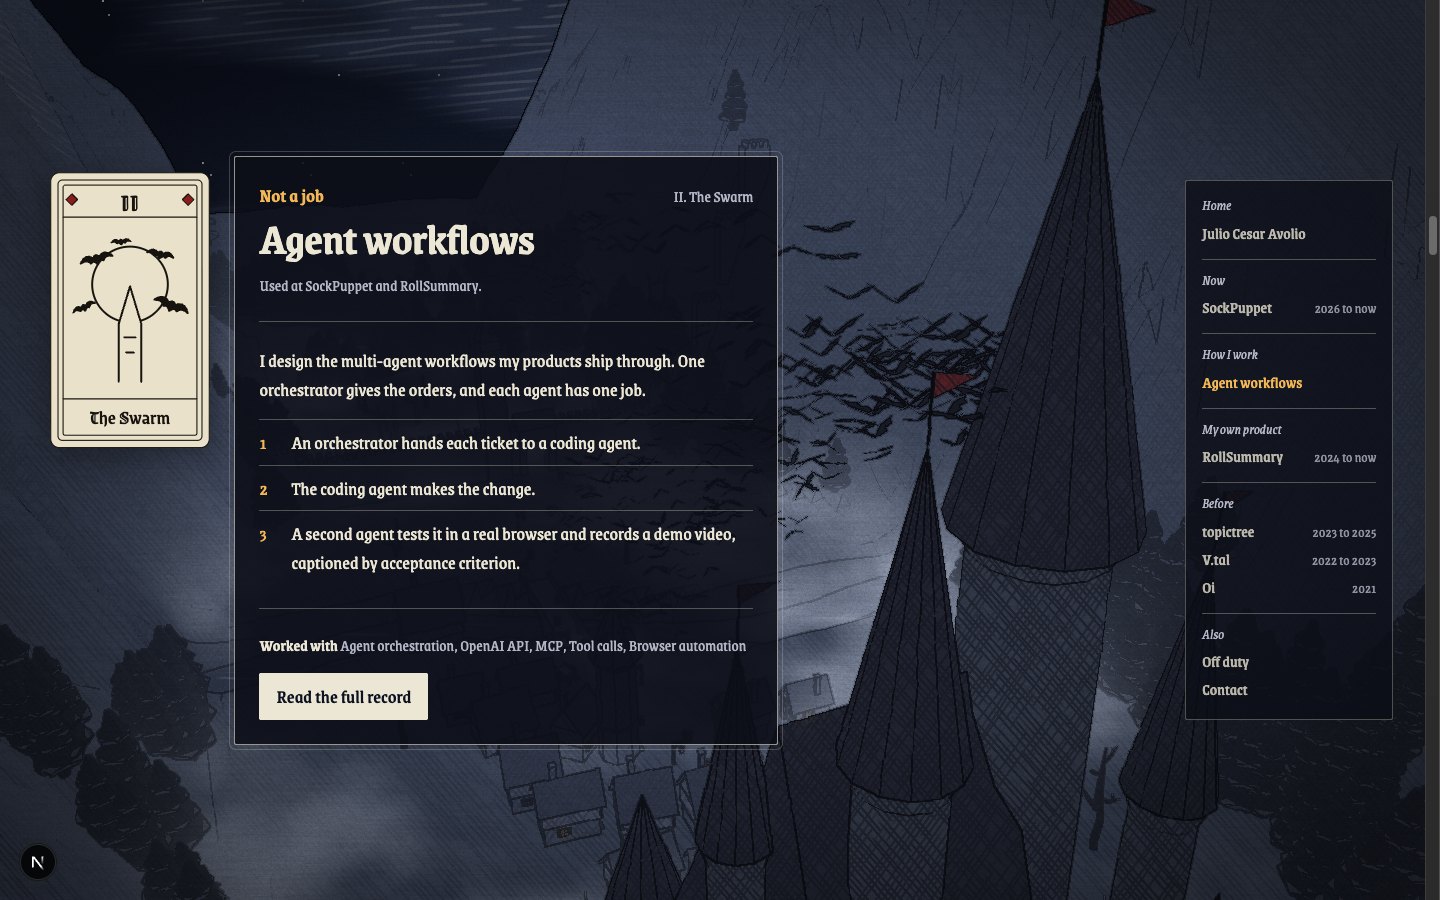 II
The Swarm
Not a job
II. The Swarm
Agent workflows
Used at SockPuppet and RollSummary.
I design the multi-agent workflows my products ship through. One
orchestrator gives the orders, and each agent has one job.
1 An orchestrator hands each ticket to a coding agent.
2 The coding agent makes the change.
3 A second agent tests it in a real browser and records a demo video,
captioned by acceptance criterion.
Worked with Agent orchestration, OpenAI API, MCP, Tool calls, Browser automation
Read the full record
Home
Julio Cesar Avolio
Now
SockPuppet 2026 to now
How I work
Agent workflows
My own product
RollSummary 2024 to now
Before
topictree 2023 to 2025
V.tal 2022 to 2023
Oi 2021
Also
Off duty
Contact
N